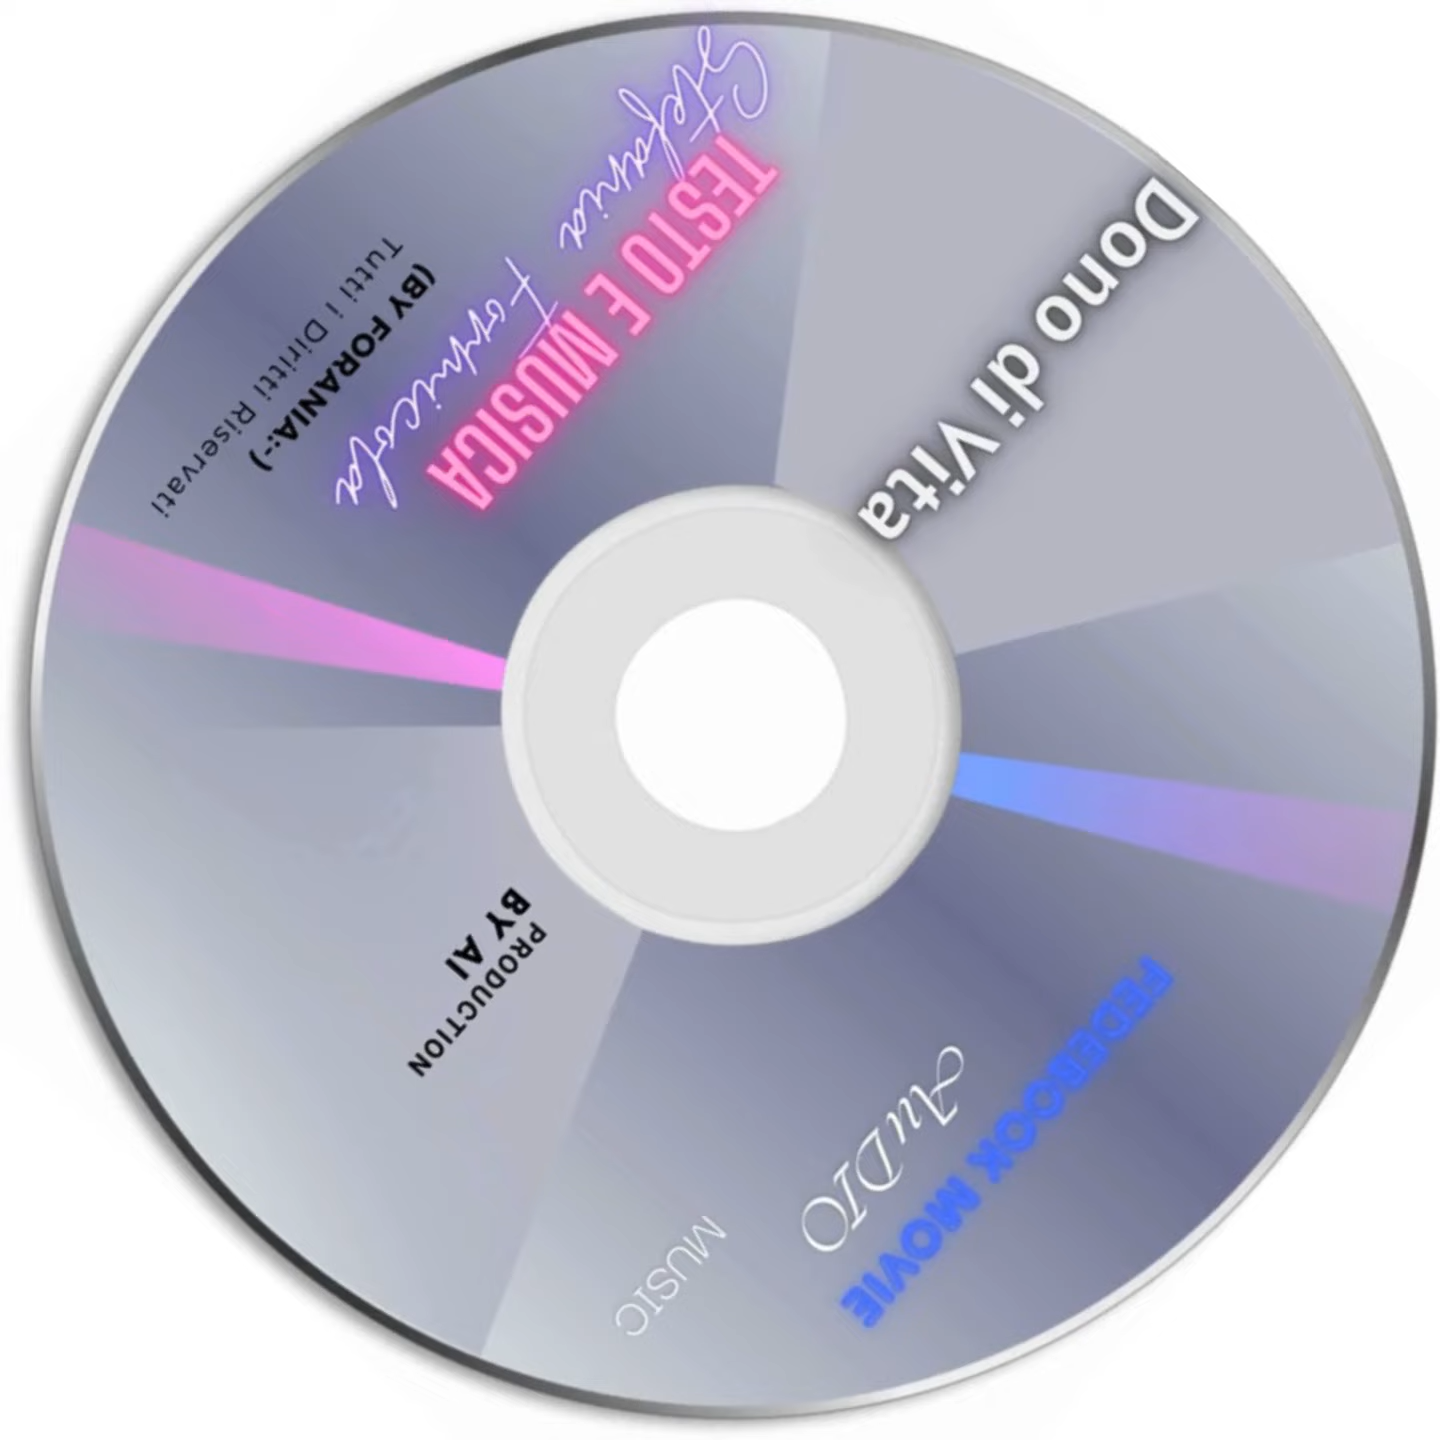 Dono di Vita
TESTO E MUSICA
Stefania Fornicola
(BY FORANIA:-)
Tutti i Diritti Riservati
FEDEBOOK MOVIE
AuDIO
MUSIC
PRODUCTION
BY AI